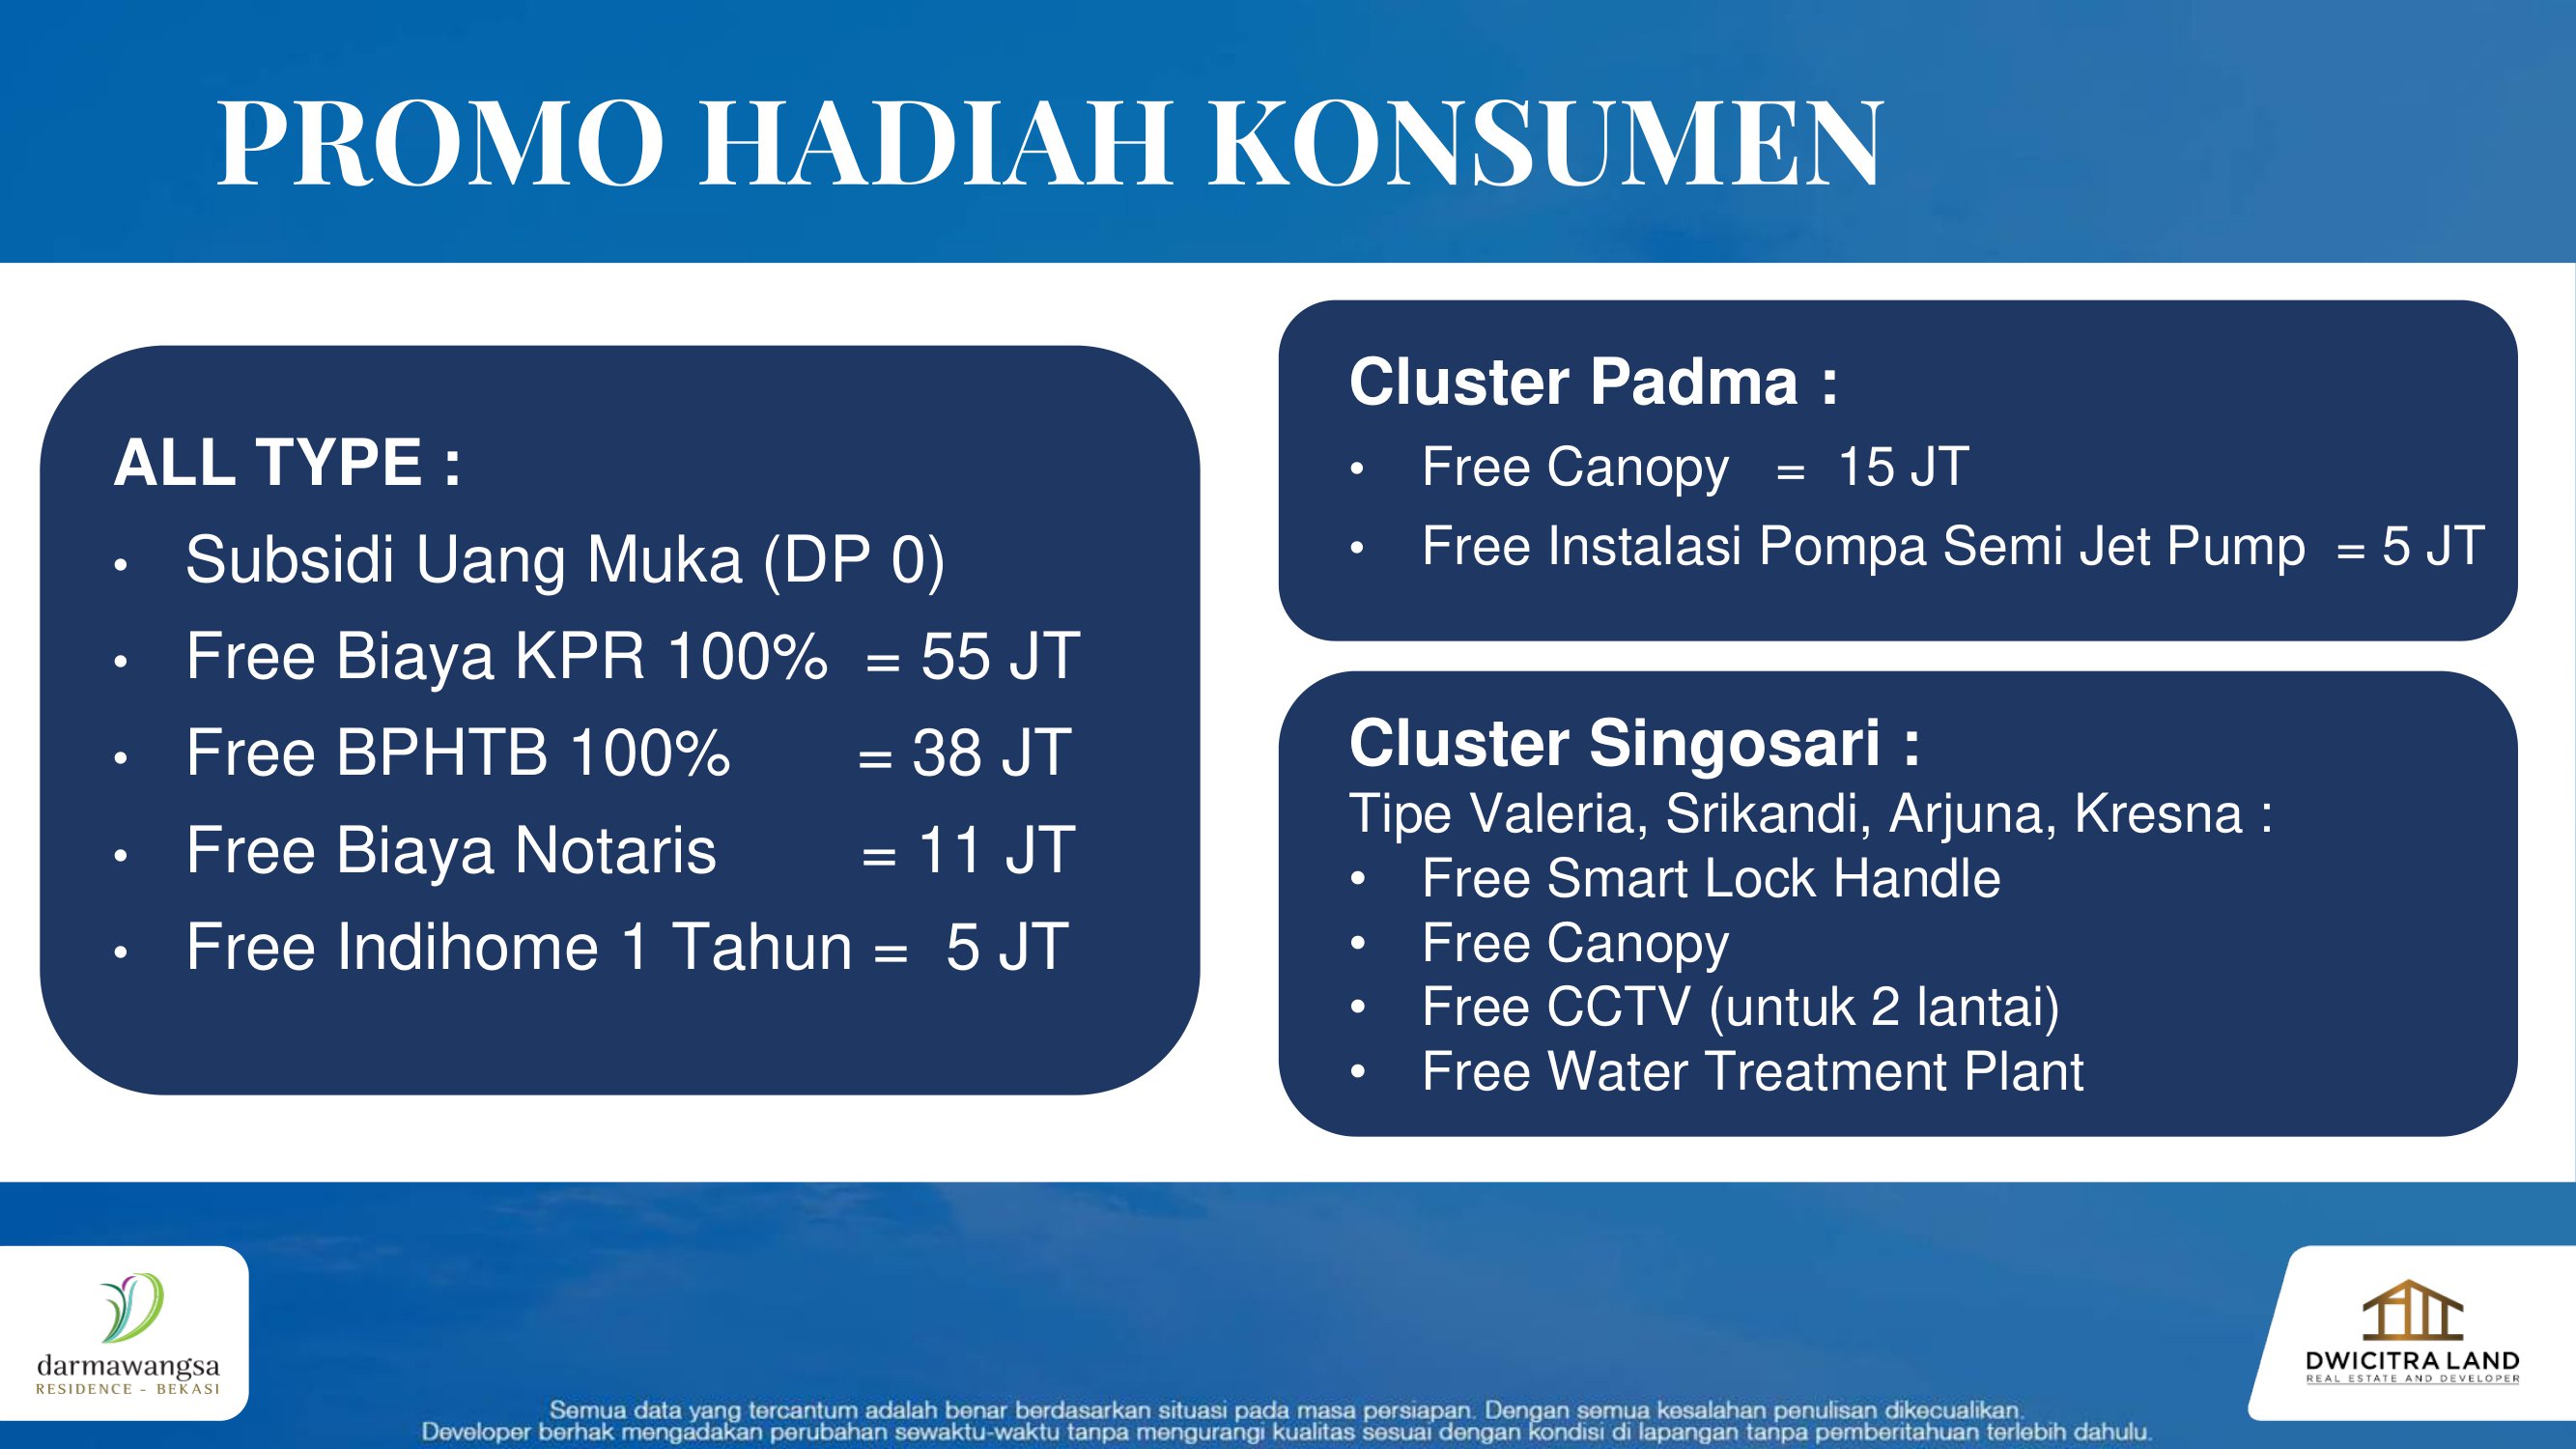 PROMO HADIAH KONSUMEN
ALL TYPE :
• Subsidi Uang Muka (DP 0)
• Free Biaya KPR 100% = 55 JT
• Free BPHTB 100% = 38 JT
• Free Biaya Notaris = 11 JT
• Free Indihome 1 Tahun = 5 JT
Cluster Padma :
• Free Canopy = 15 JT
• Free Instalasi Pompa Semi Jet Pump = 5 JT
Cluster Singosari :
Tipe Valeria, Srikandi, Arjuna, Kresna :
• Free Smart Lock Handle
• Free Canopy
• Free CCTV (untuk 2 lantai)
• Free Water Treatment Plant
darmawangsa
RESIDENCE - BEKASI
DWICITRA LAND
REAL ESTATE AND DEVELOPER
Semua data yang tercantum adalah benar berdasarkan situasi pada masa persiapan. Dengan semua kesalahan penulisan dikecualikan.
Developer berhak mengadakan perubahan sewaktu-waktu tanpa mengurangi kualitas sesuai dengan kondisi di lapangan tanpa pemberitahuan terlebih dahulu.